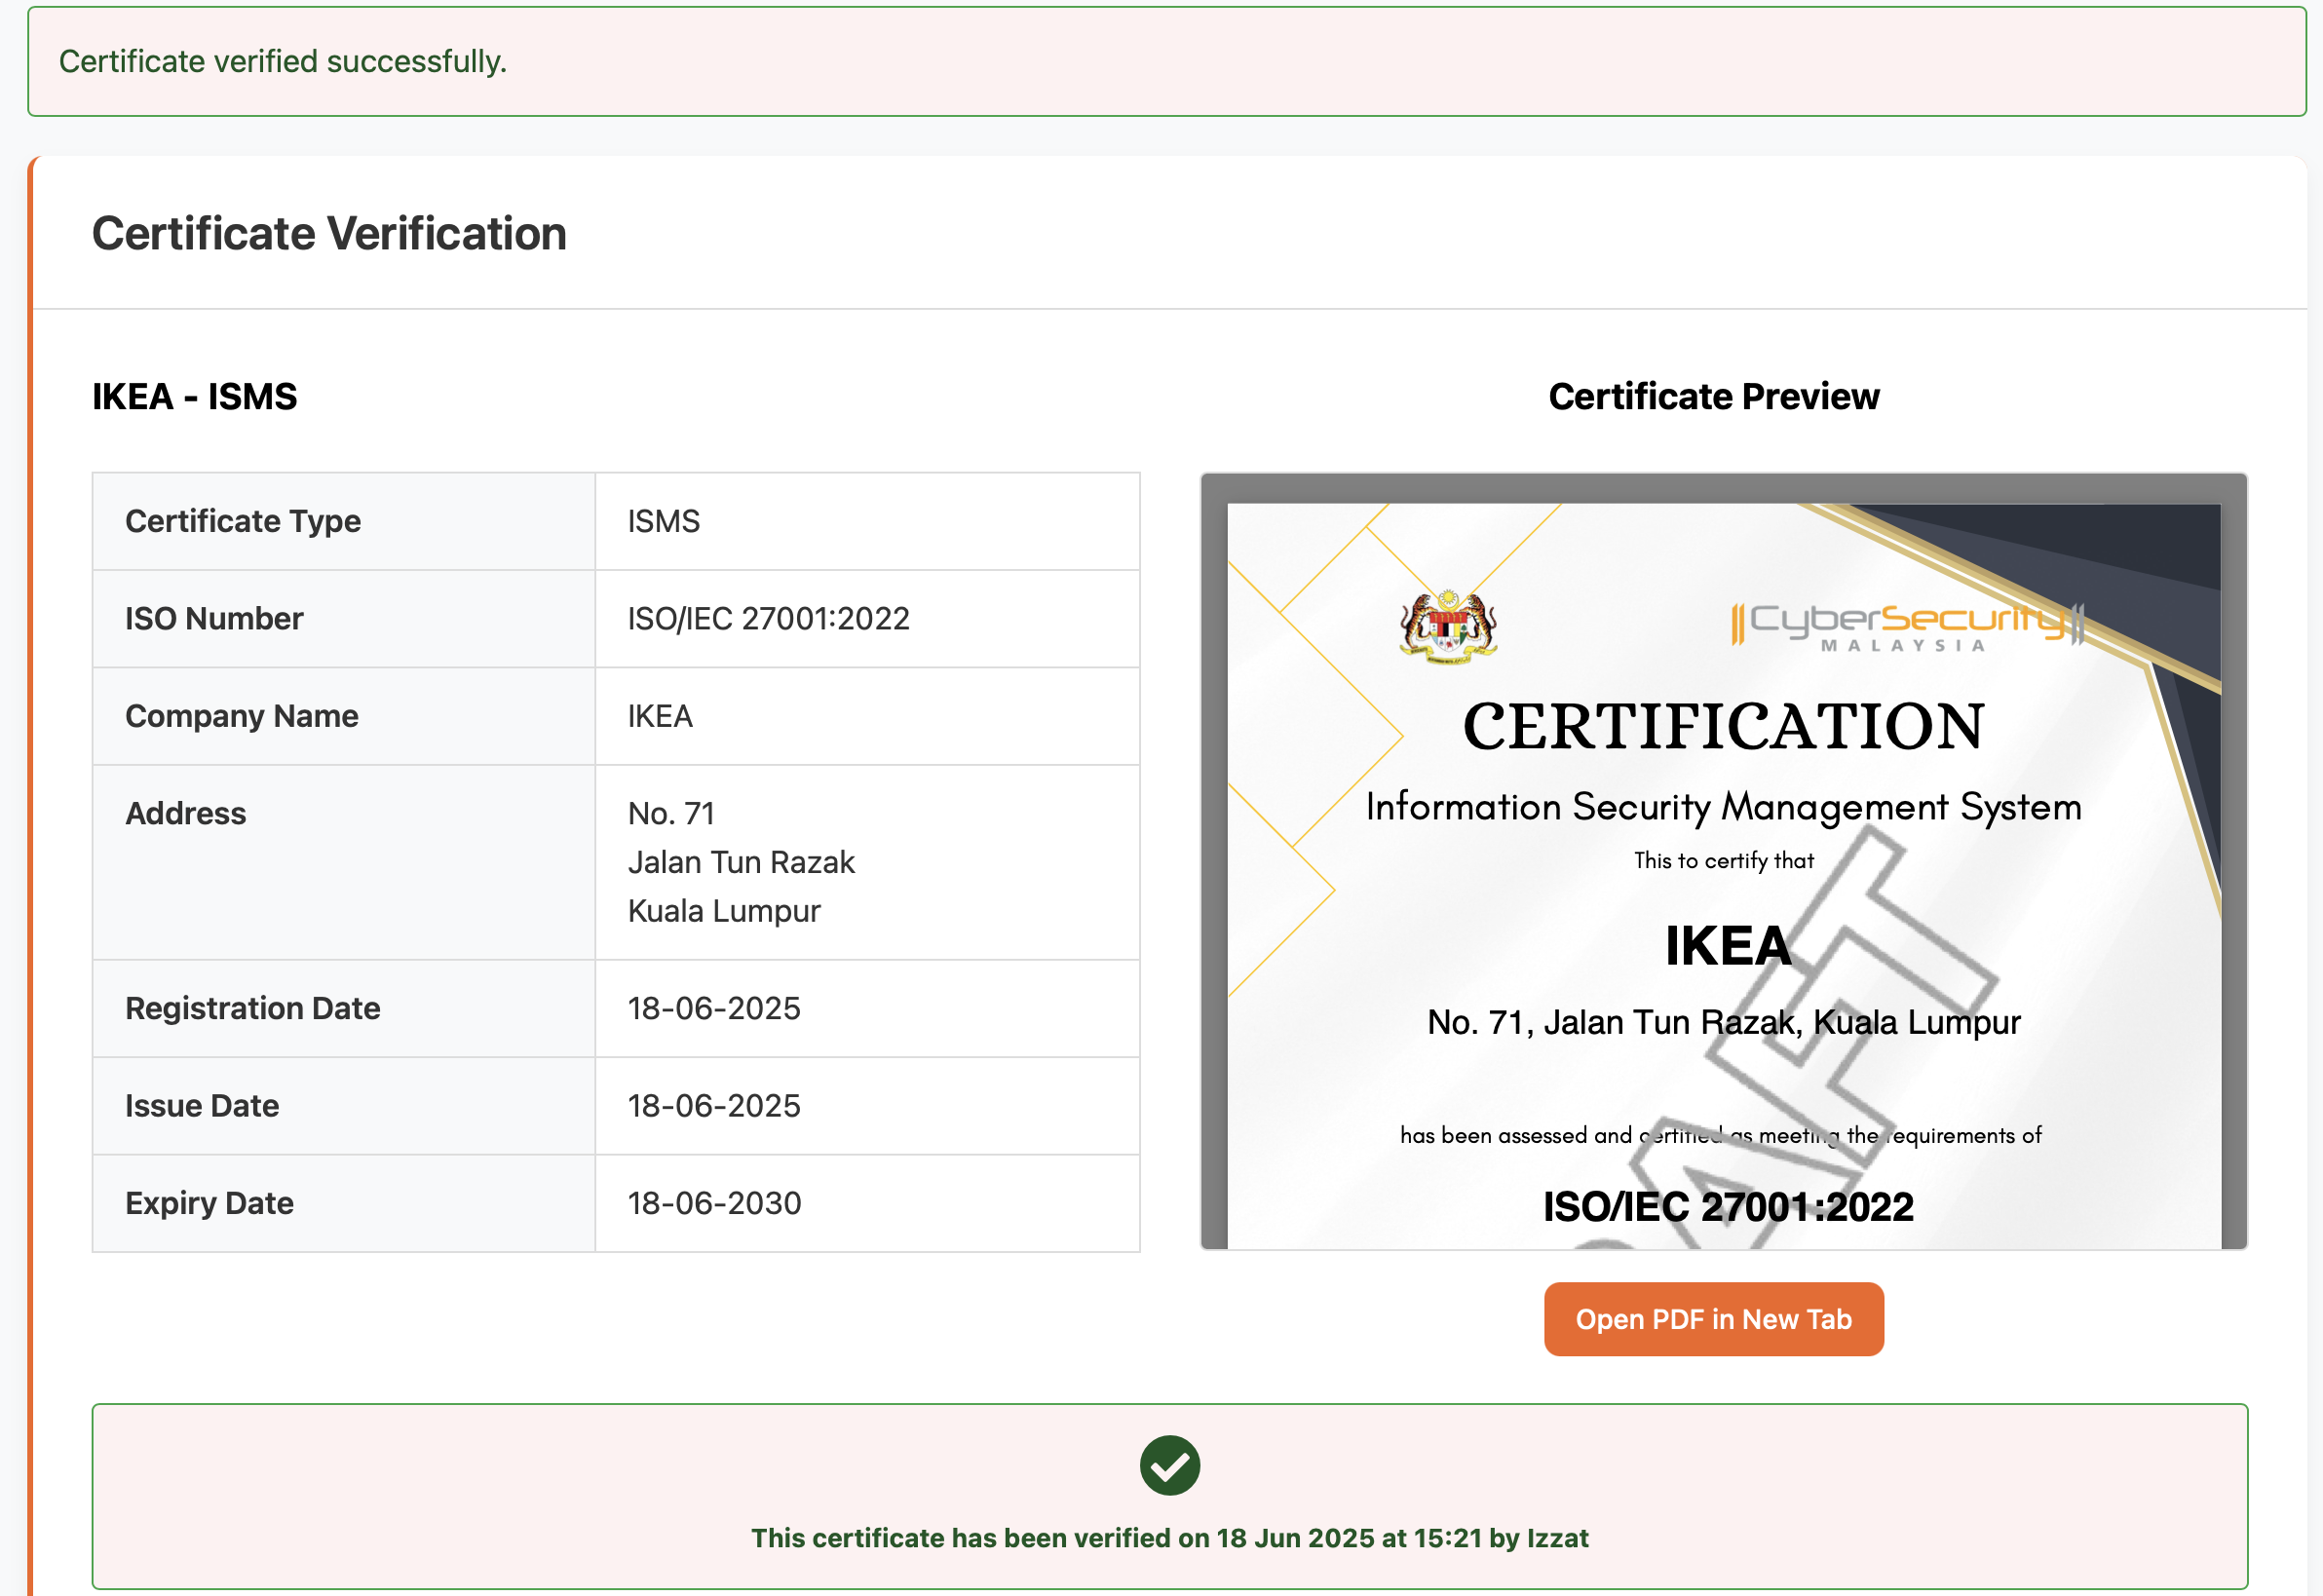 Certificate verified successfully.
Certificate Verification
IKEA - ISMS
Certificate Type
ISMS
ISO Number
ISO/IEC 27001:2022
Company Name
IKEA
Address
No. 71
Jalan Tun Razak
Kuala Lumpur
Registration Date
18-06-2025
Issue Date
18-06-2025
Expiry Date
18-06-2030
Certificate Preview
CyberSecurity
MALAYSIA
CERTIFICATION
Information Security Management System
This to certify that
IKEA
No. 71, Jalan Tun Razak, Kuala Lumpur
has been assessed and certified as meeting the requirements of
ISO/IEC 27001:2022
Open PDF in New Tab
This certificate has been verified on 18 Jun 2025 at 15:21 by Izzat